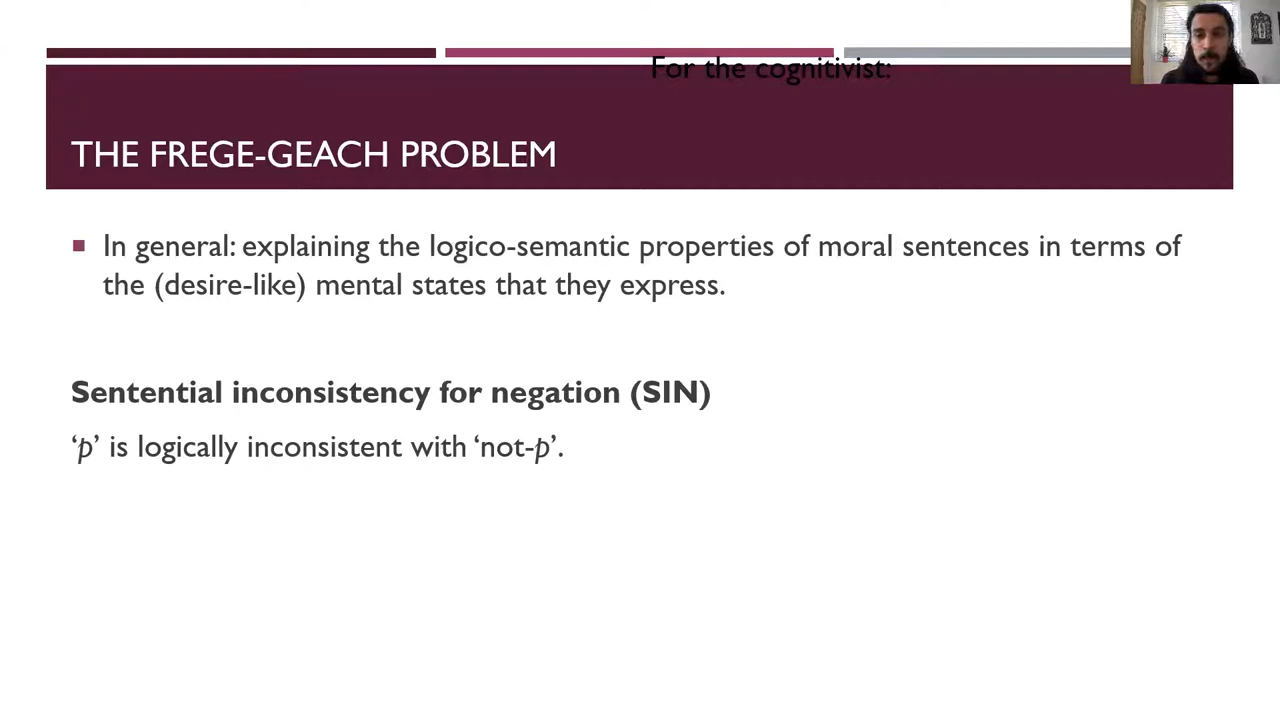 For the cognitivist:
THE FREGE-GEACH PROBLEM
In general: explaining the logico-semantic properties of moral sentences in terms of
the (desire-like) mental states that they express.
Sentential inconsistency for negation (SIN)
‘p’ is logically inconsistent with ‘not-p’.